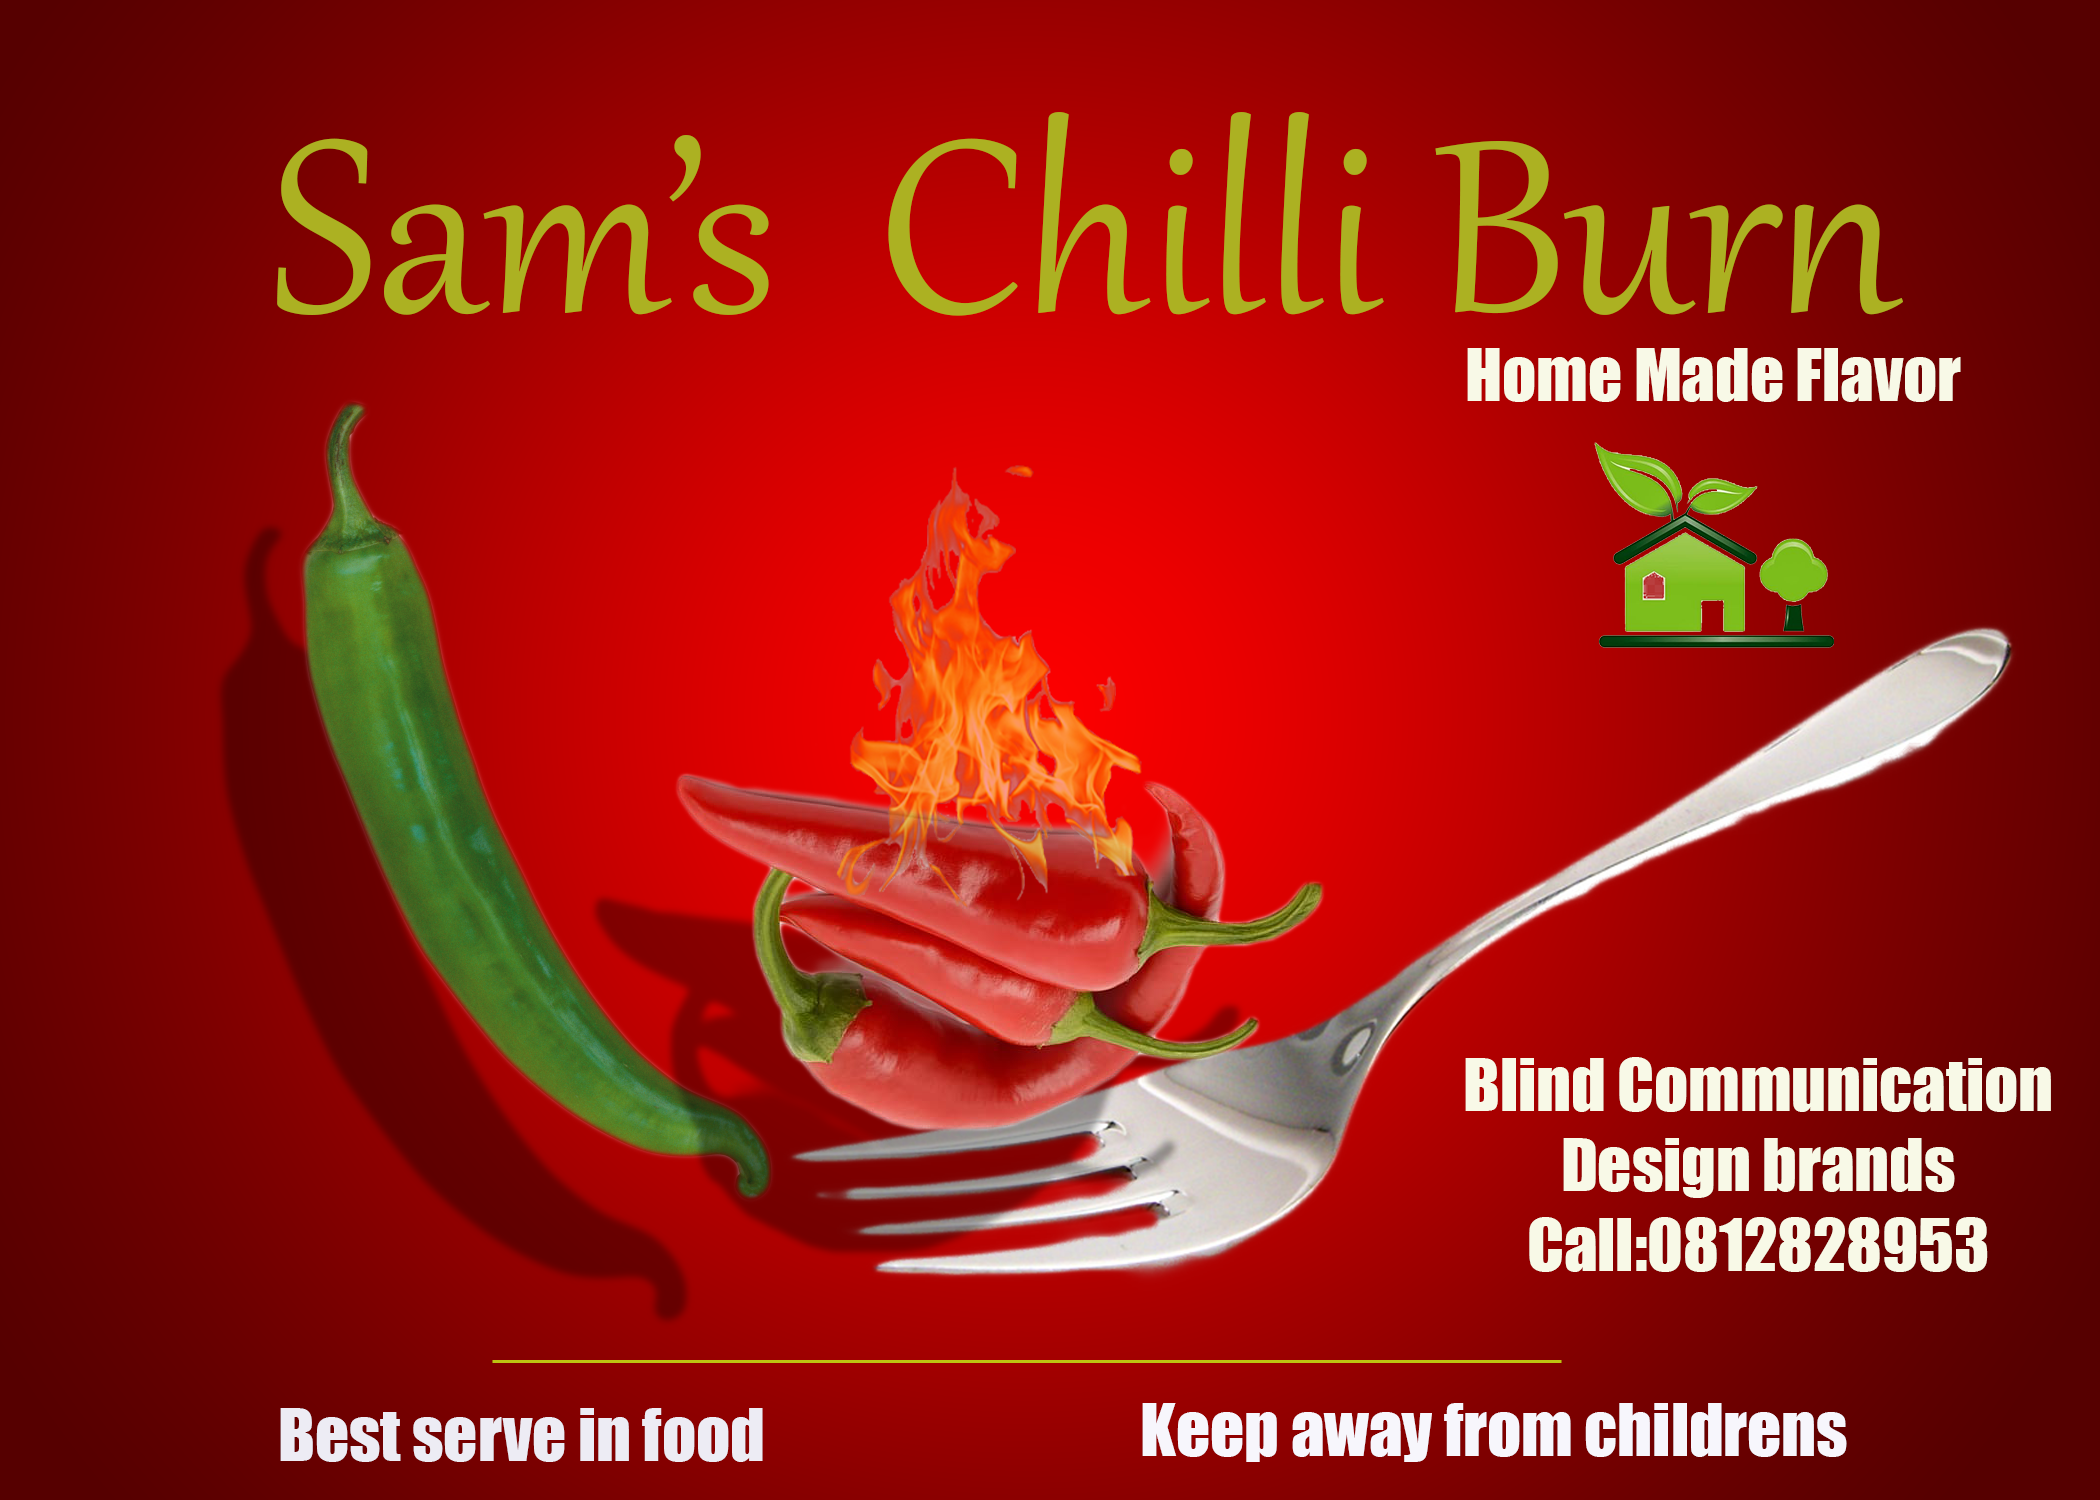 Sam’s Chilli Burn
Home Made Flavor
Blind Communication
Design brands
Call:0812828953
Best serve in food
Keep away from childrens